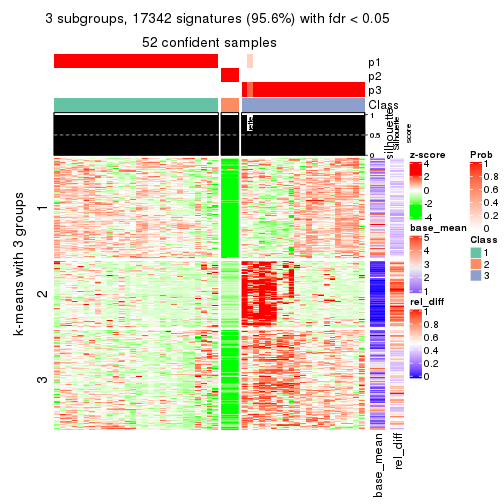 3 subgroups, 17342 signatures (95.6%) with fdr < 0.05
52 confident samples
p1
p2
p3
Class
1
0.5
0
silhouette
Silhouette
score
k-means with 3 groups
1
2
3
base_mean
rel_diff
z-score
4
2
0
-2
-4
base_mean
5
4
3
2
1
rel_diff
1
0.8
0.6
0.4
0.2
0
Prob
1
0.8
0.6
0.4
0.2
0
Class
1
2
3